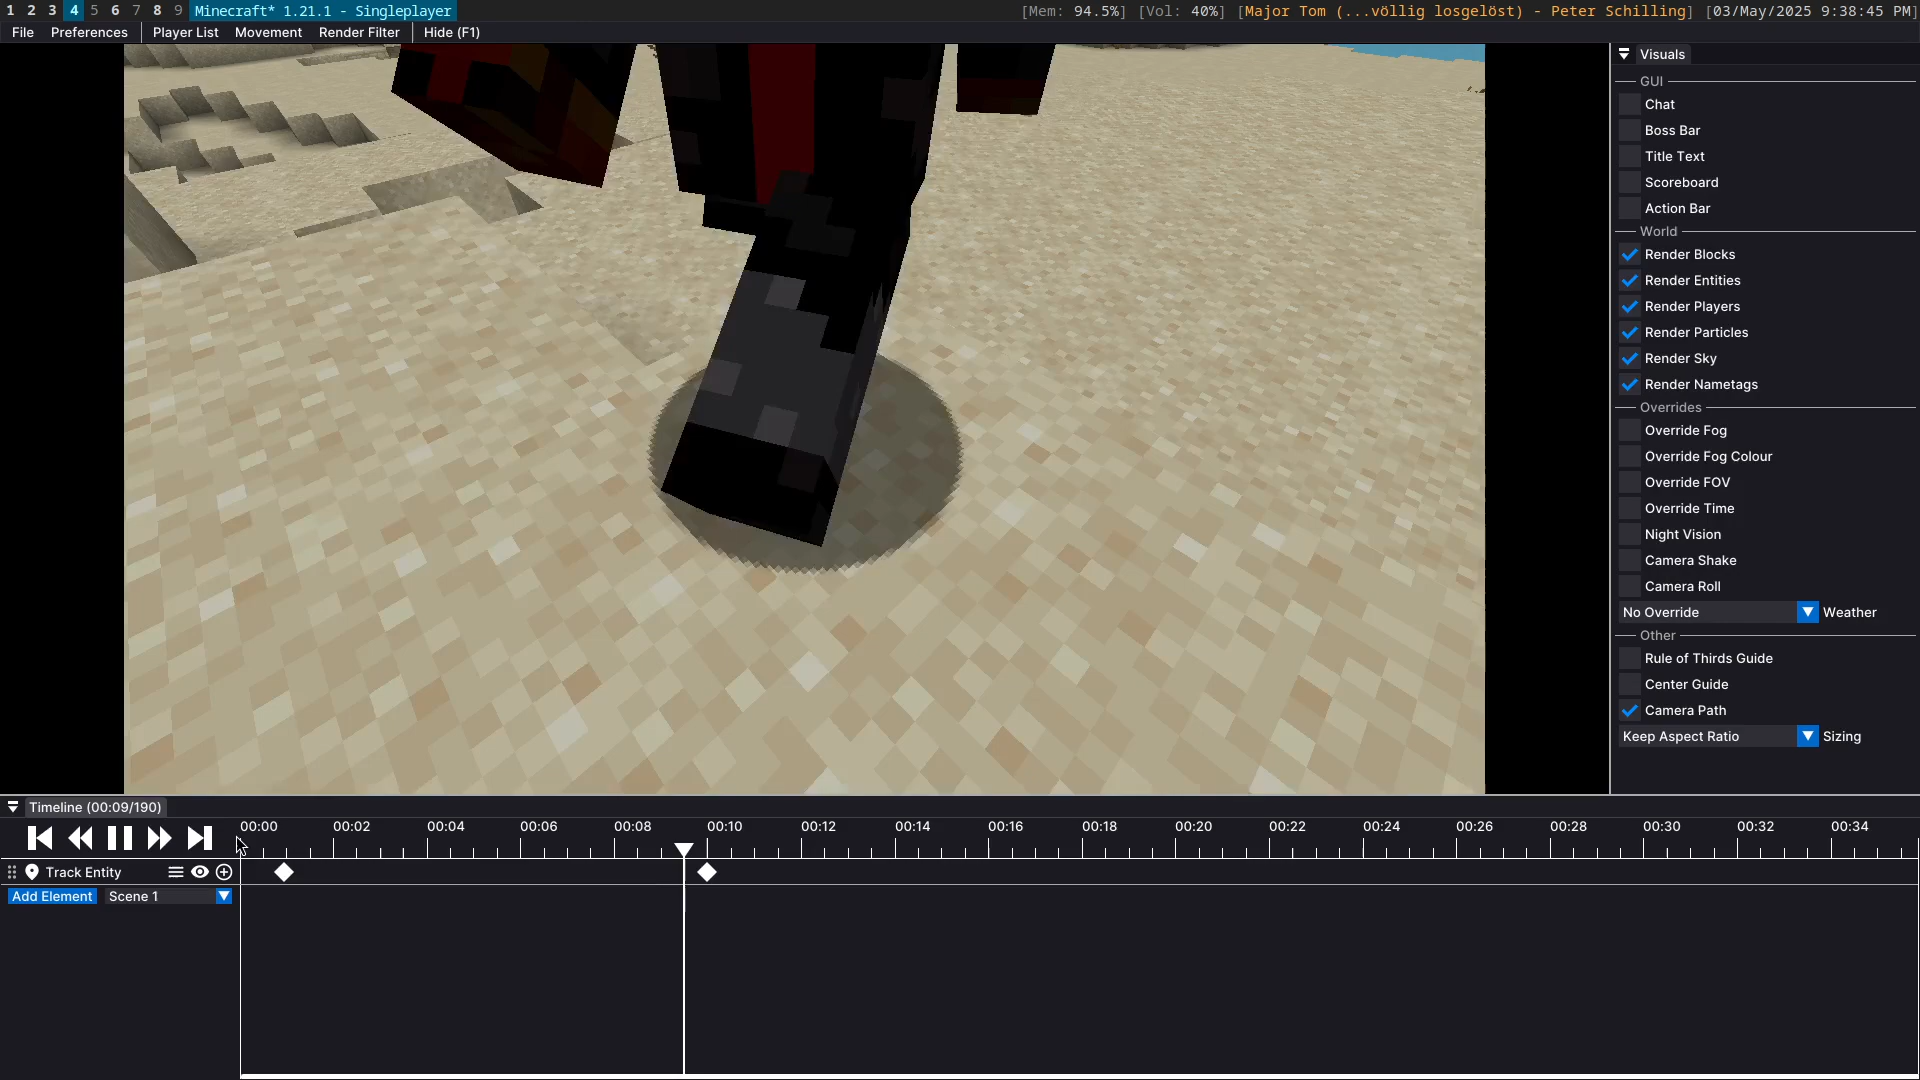 1 2 3 4 5 6 7 8 9 Minecraft* 1.21.1 - Singleplayer [Mem: 94.5%] [Vol: 40%] [Major Tom (...völlig losgelöst) - Peter Schilling] [03/May/2025 9:38:45 PM]
File Preferences Player List Movement Render Filter Hide (F1)
Visuals
GUI
Chat
Boss Bar
Title Text
Scoreboard
Action Bar
World
Render Blocks
Render Entities
Render Players
Render Particles
Render Sky
Render Nametags
Overrides
Override Fog
Override Fog Colour
Override FOV
Override Time
Night Vision
Camera Shake
Camera Roll
No Override Weather
Other
Rule of Thirds Guide
Center Guide
Camera Path
Keep Aspect Ratio Sizing
Timeline (00:09/190)
00:00 00:02 00:04 00:06 00:08 00:10 00:12 00:14 00:16 00:18 00:20 00:22 00:24 00:26 00:28 00:30 00:32 00:34
Track Entity
Add Element Scene 1